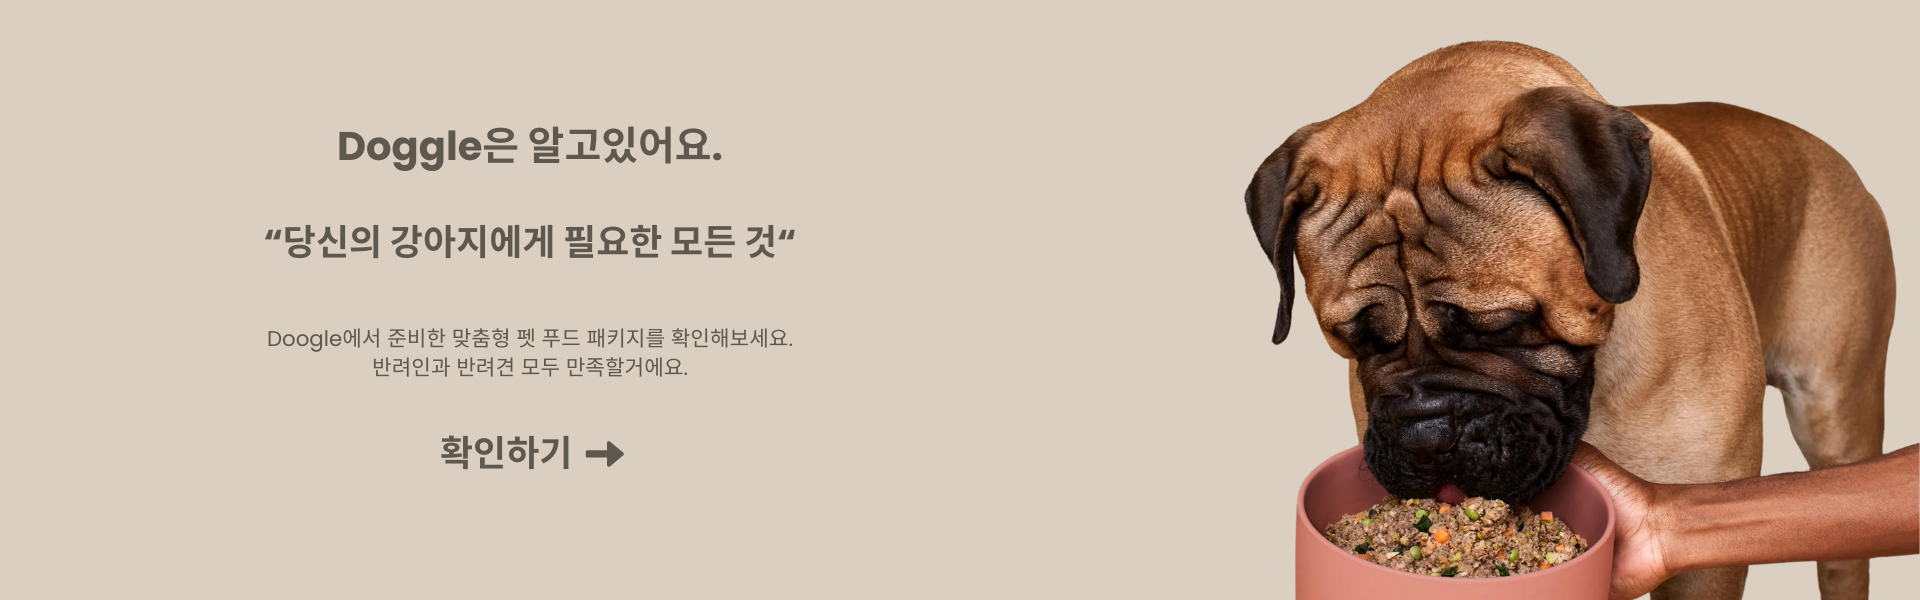 Doggle은 알고있어요.
“당신의 강아지에게 필요한 모든 것“
Doogle에서 준비한 맞춤형 펫 푸드 패키지를 확인해보세요.
반려인과 반려견 모두 만족할거에요.
확인하기